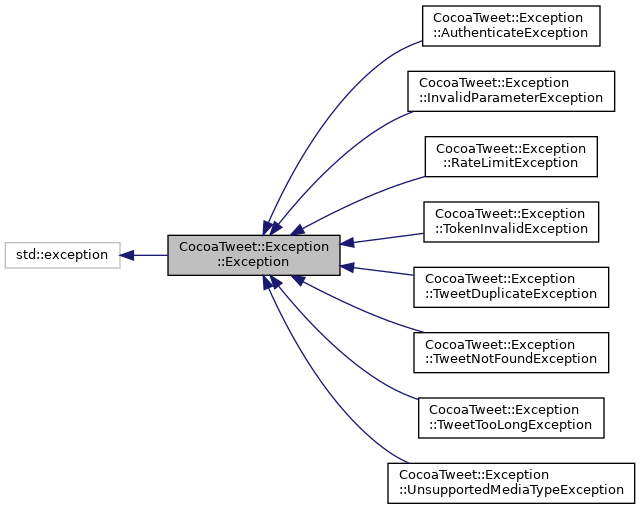 CocoaTweet::Exception
::AuthenticateException
CocoaTweet::Exception
::InvalidParameterException
CocoaTweet::Exception
::RateLimitException
CocoaTweet::Exception
::TokenInvalidException
std::exception
CocoaTweet::Exception
::Exception
CocoaTweet::Exception
::TweetDuplicateException
CocoaTweet::Exception
::TweetNotFoundException
CocoaTweet::Exception
::TweetTooLongException
CocoaTweet::Exception
::UnsupportedMediaTypeException